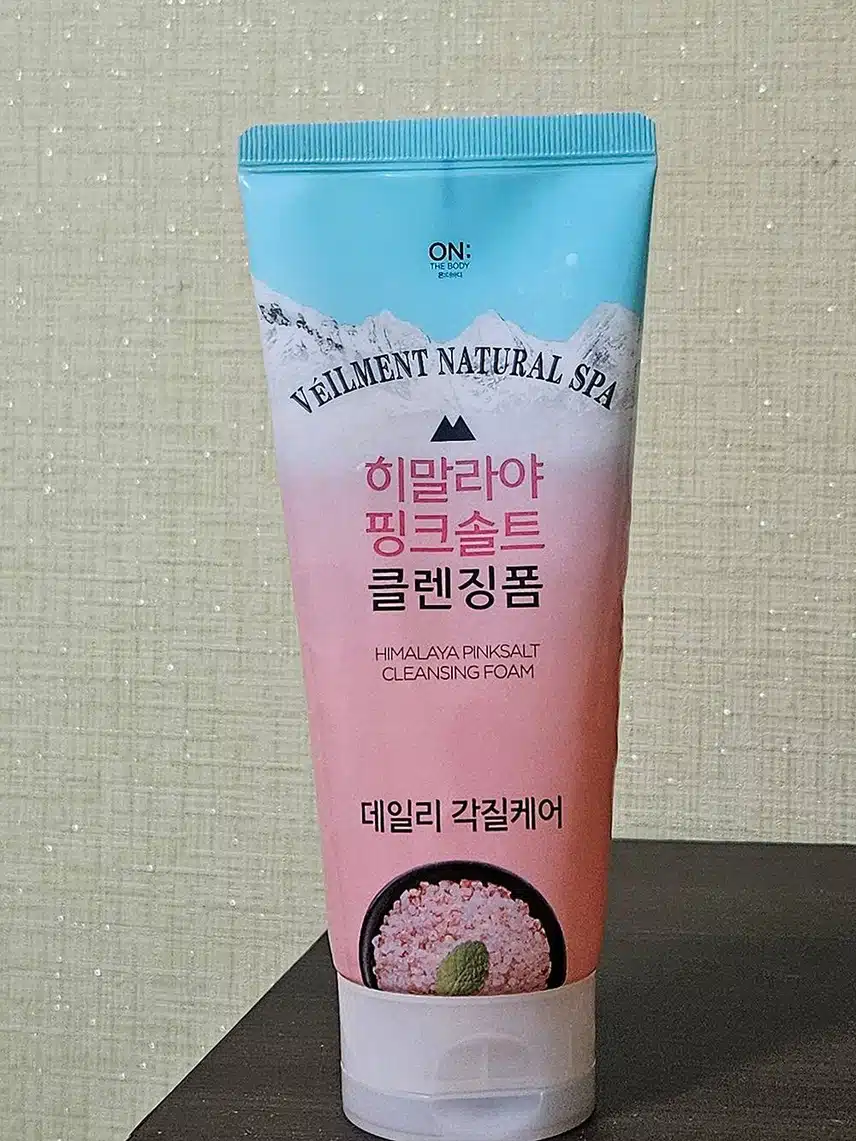 ON:
THE BODY
온더바디
VÉILMENT NATURAL SPA
히말라야
핑크솔트
클렌징폼
HIMALAYA PINKSALT
CLEANSING FOAM
데일리 각질케어